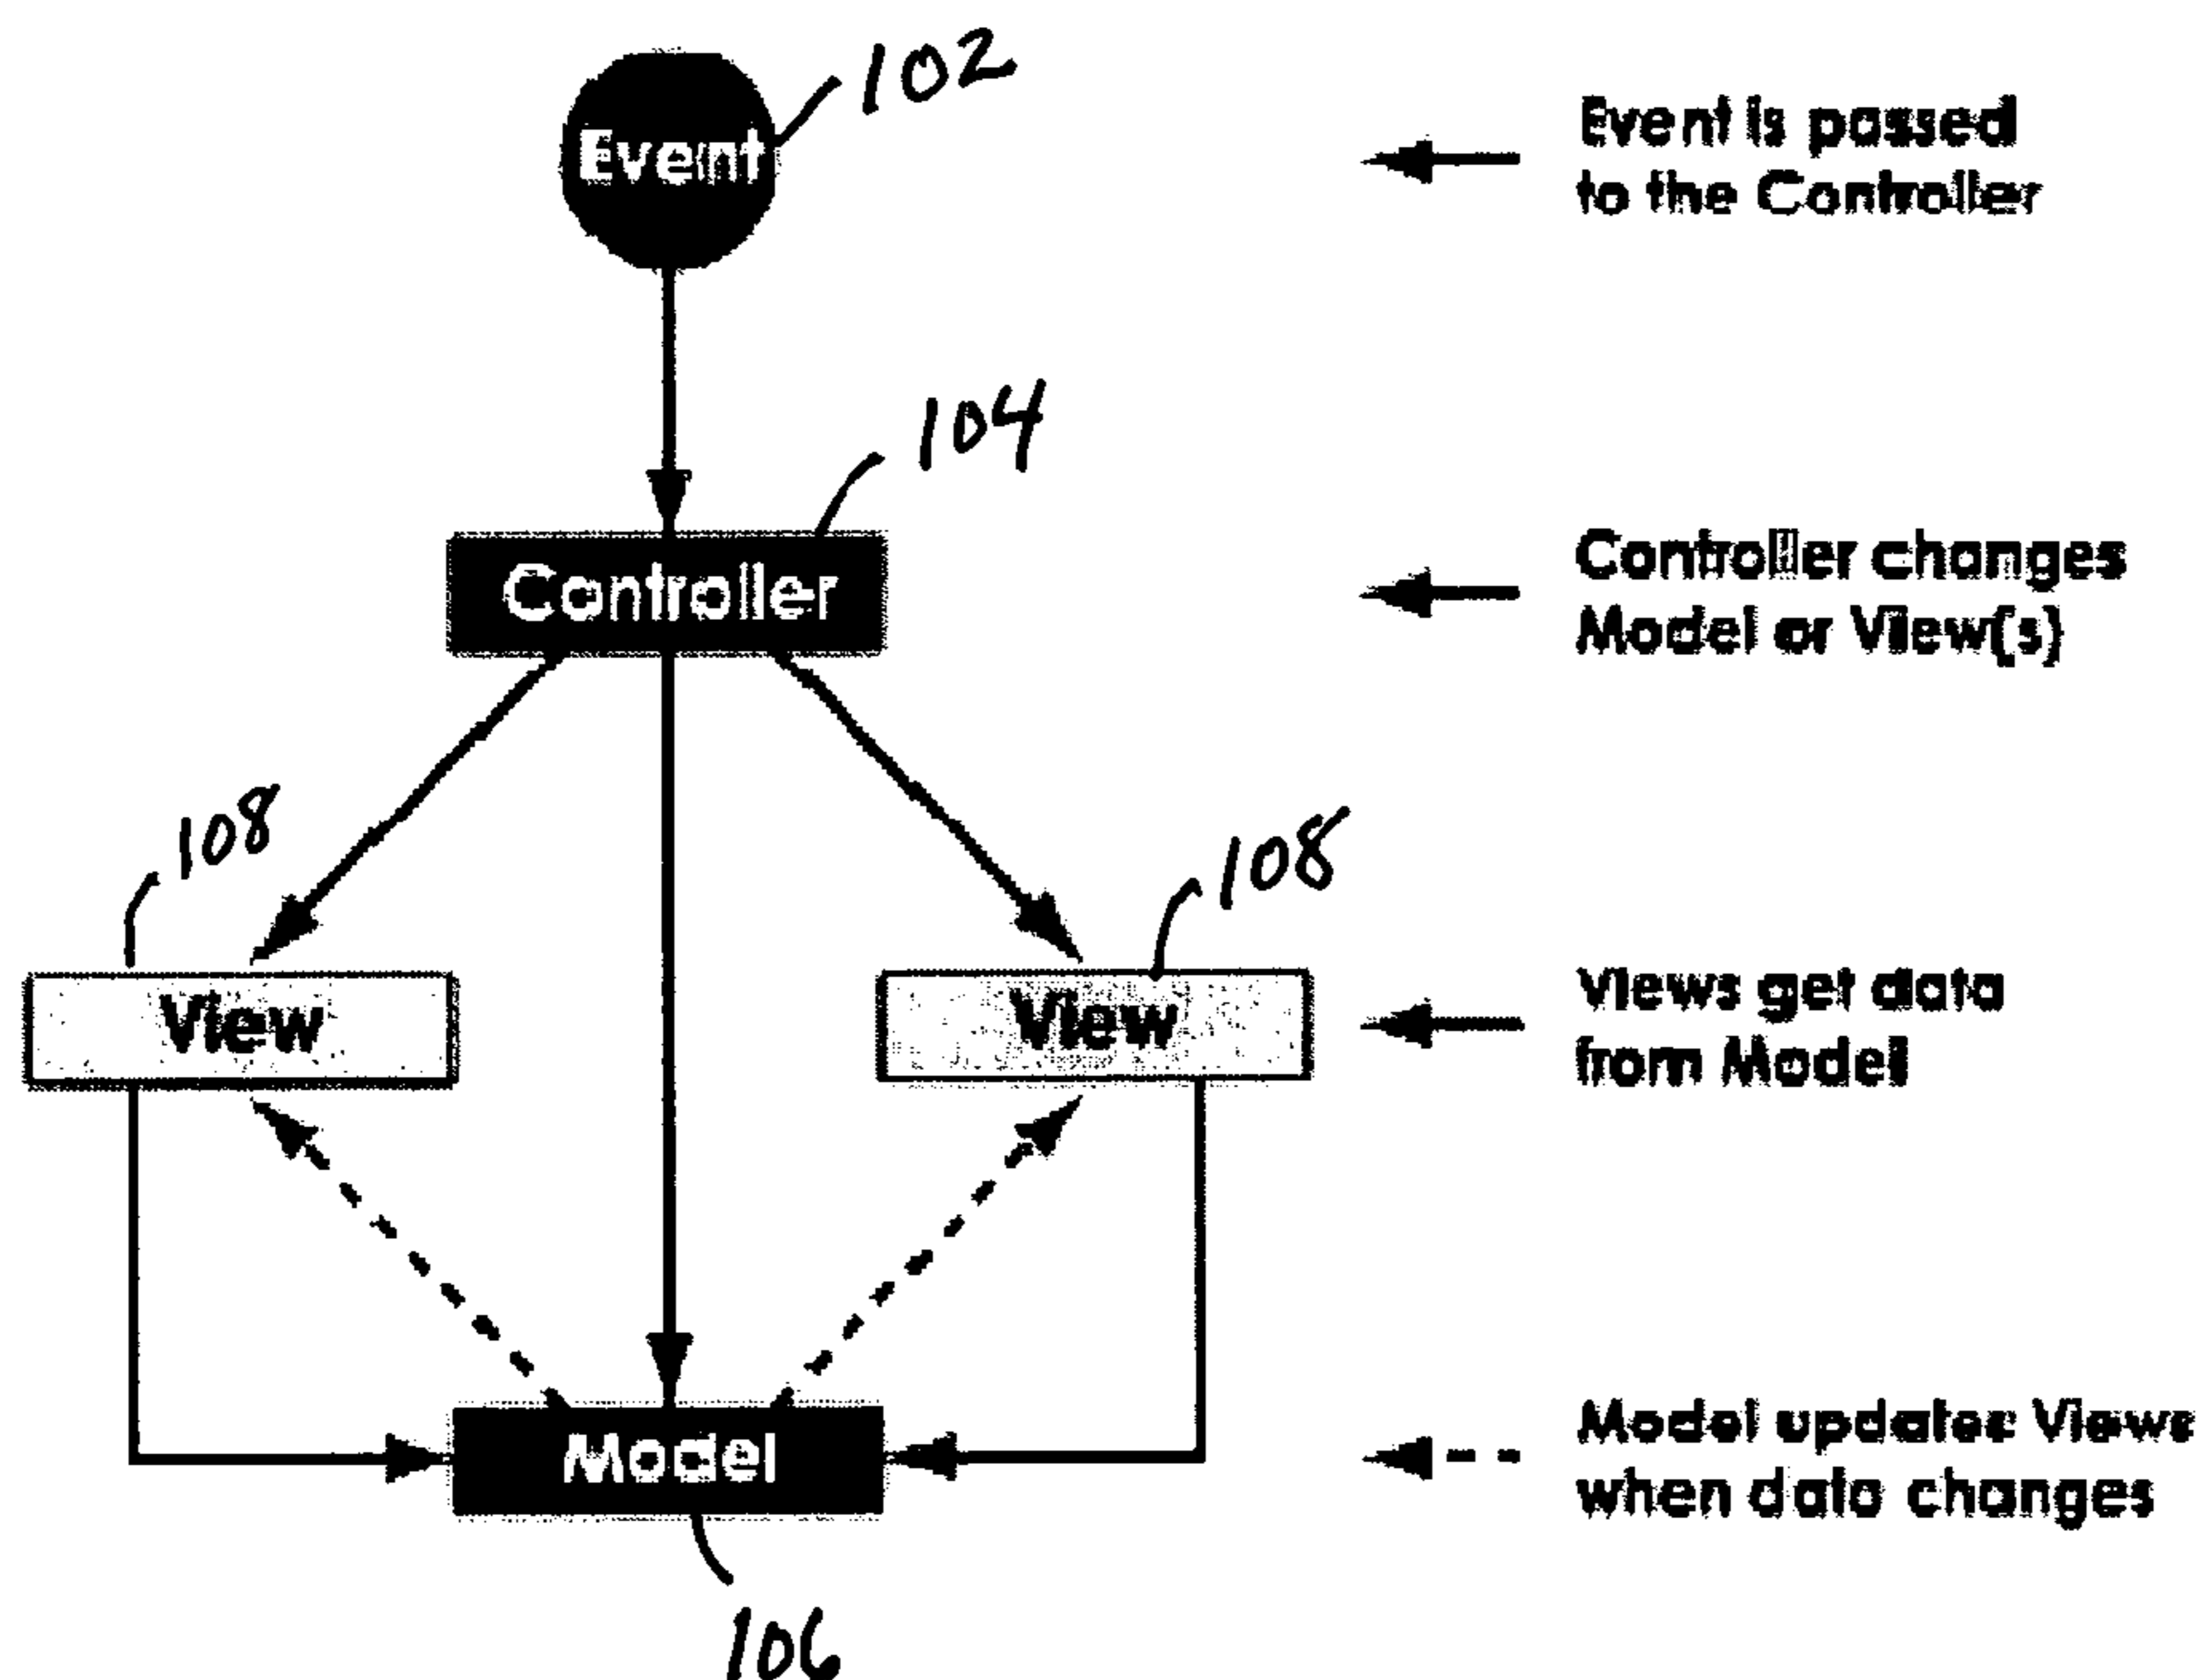 102
Event
Event is passed
to the Controller
104
Controller
Controller changes
Model or View(s)
108
108
View
View
Views get data
from Model
Model
Model updates Views
when data changes
106